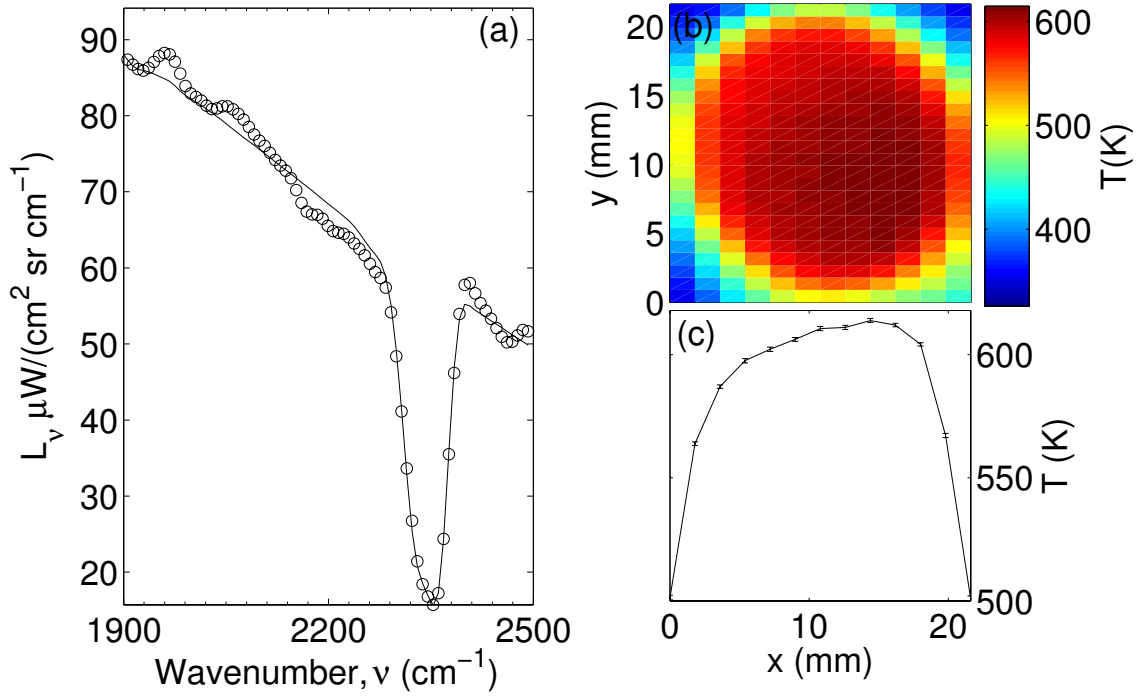 (a)
90
80
70
60
50
40
30
20
1900
2200
2500
L_ν μW/(cm² sr cm⁻¹)
Wavenumber, ν (cm⁻¹)
(b)
20
15
10
5
0
y (mm)
600
500
400
T(K)
(c)
600
550
500
T (K)
0
10
20
x (mm)